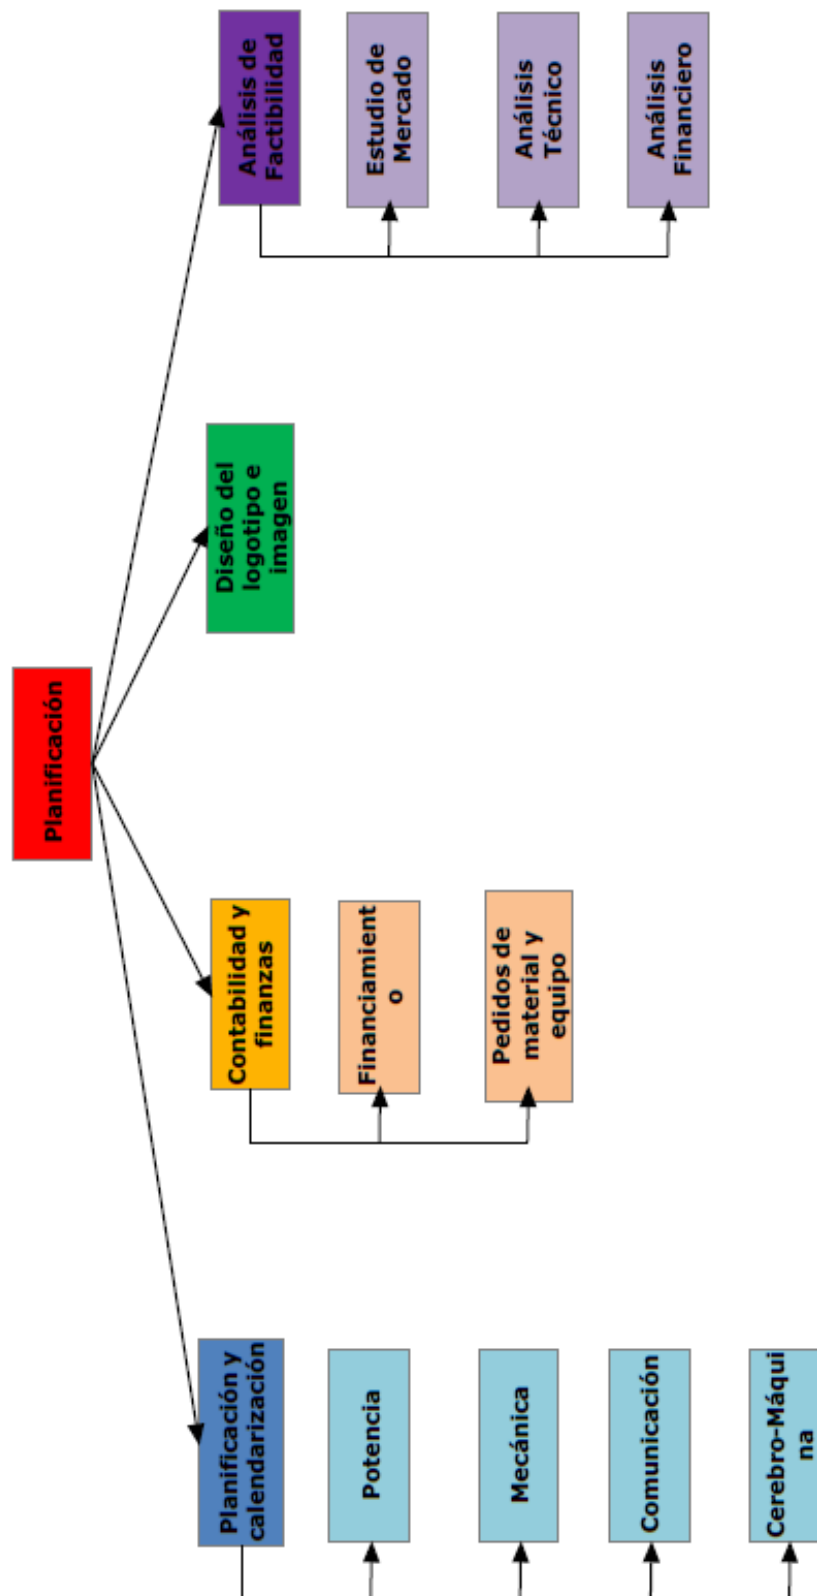 Planificación
Planificación y
calendarización
Potencia
Mecánica
Comunicación
Cerebro-Máqui
na
Contabilidad y
finanzas
Financiamient
o
Pedidos de
material y
equipo
Diseño del
logotipo e
imagen
Análisis de
Factibilidad
Estudio de
Mercado
Análisis
Técnico
Análisis
Financiero